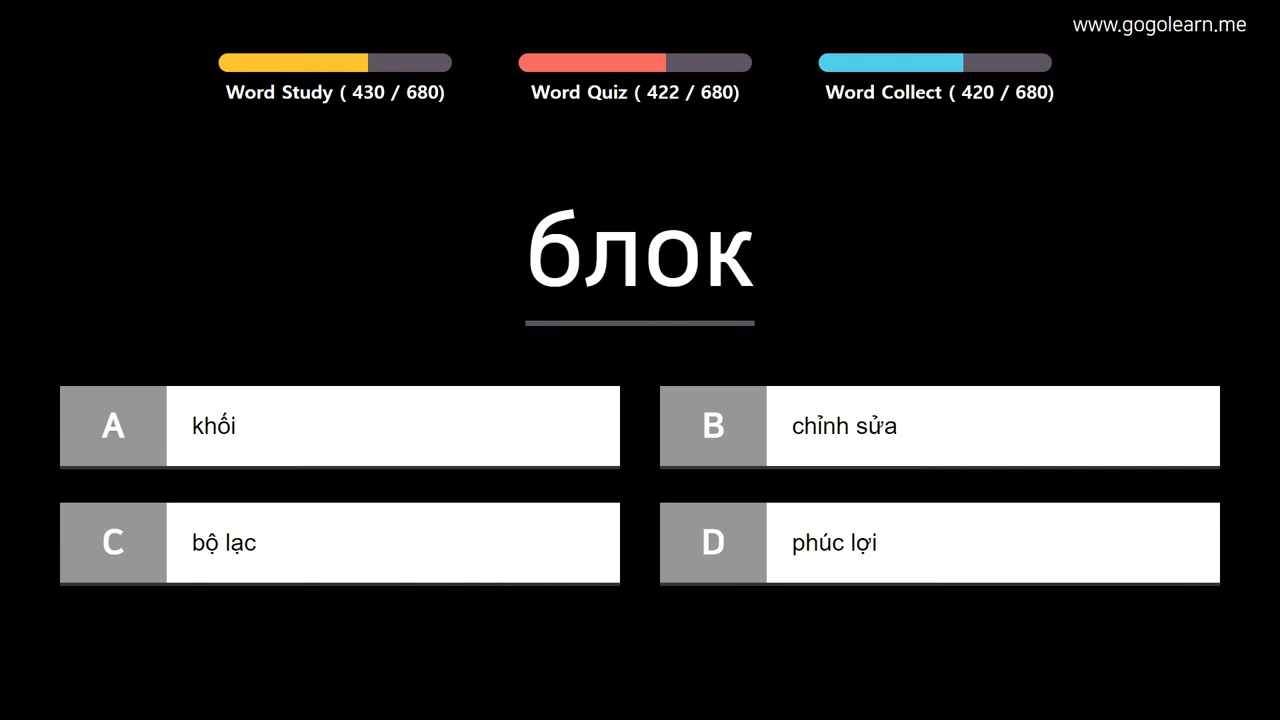 www.gogolearn.me
Word Study ( 430 / 680)
Word Quiz ( 422 / 680)
Word Collect ( 420 / 680)
блок
A khối
B chỉnh sửa
C bộ lạc
D phúc lợi